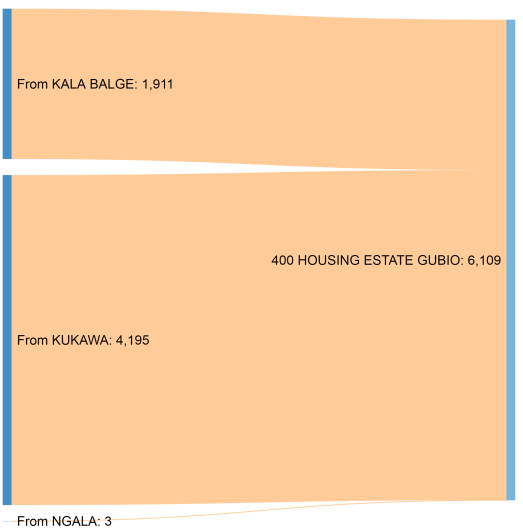 From KALA BALGE: 1,911
400 HOUSING ESTATE GUBIO: 6,109
From KUKAWA: 4,195
From NGALA: 3